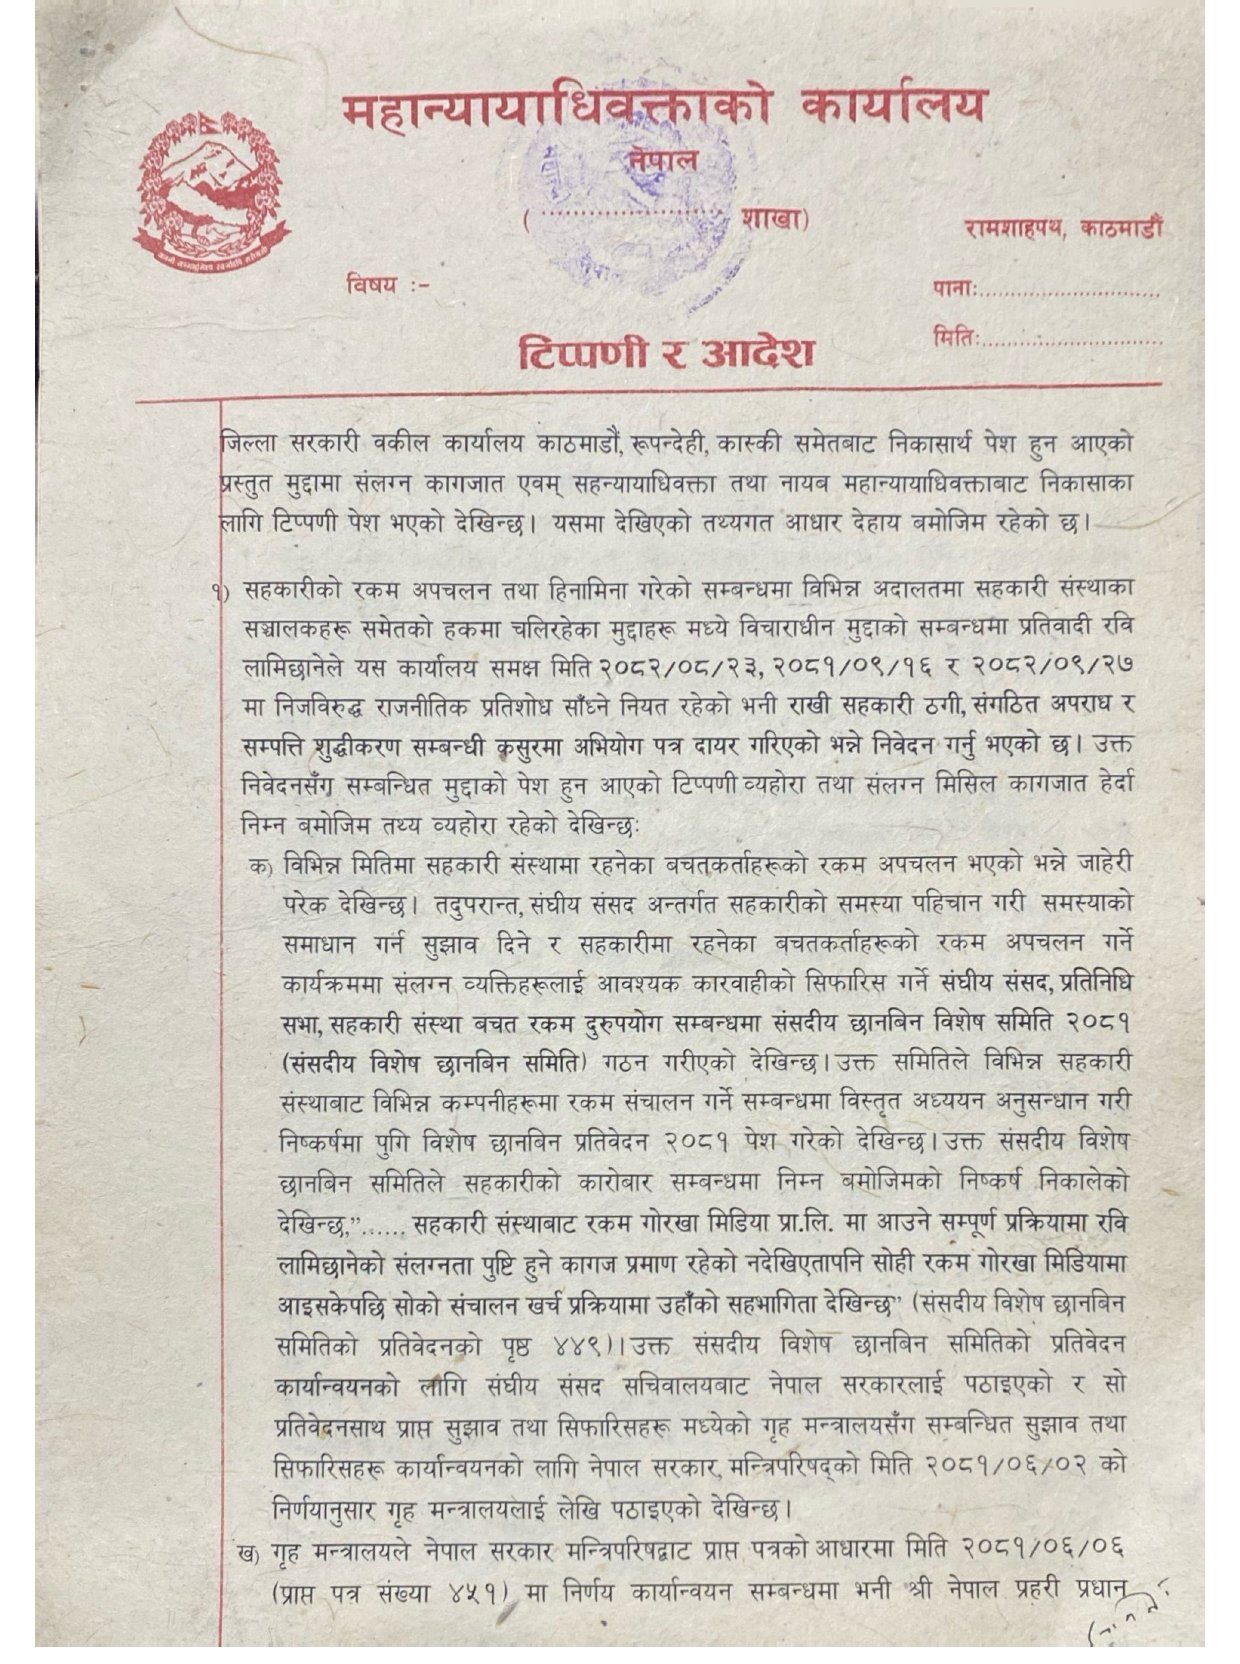 महान्यायाधिवक्ताको कार्यालय
नेपाल
( ........................... शाखा)
रामशाहपथ, काठमाडौं
विषय :-
पानाः..............................
मितिः..............................
टिप्पणी र आदेश
जिल्ला सरकारी वकील कार्यालय काठमाडौं, रूपन्देही, कास्की समेतबाट निकासार्थ पेश हुन आएको
प्रस्तुत मुद्दामा संलग्न कागजात एवम् सहन्यायाधिवक्ता तथा नायब महान्यायाधिवक्ताबाट निकासाका
लागि टिप्पणी पेश भएको देखिन्छ। यसमा देखिएको तथ्यगत आधार देहाय बमोजिम रहेको छ।
१) सहकारीको रकम अपचलन तथा हिनामिना गरेको सम्बन्धमा विभिन्न अदालतमा सहकारी संस्थाका
सञ्चालकहरू समेतको हकमा चलिरहेका मुद्दाहरू मध्ये विचाराधीन मुद्दाको सम्बन्धमा प्रतिवादी रवि
लामिछानेले यस कार्यालय समक्ष मिति २०८२/०८/२३, २०८१/०९/१६ र २०८२/०९/२७
मा निजविरुद्ध राजनीतिक प्रतिशोध साँध्ने नियत रहेको भनी राखी सहकारी ठगी, संगठित अपराध र
सम्पत्ति शुद्धीकरण सम्बन्धी कसुरमा अभियोग पत्र दायर गरिएको भन्ने निवेदन गर्नु भएको छ। उक्त
निवेदनसँग सम्बन्धित मुद्दाको पेश हुन आएको टिप्पणी व्यहोरा तथा संलग्न मिसिल कागजात हेर्दा
निम्न बमोजिम तथ्य व्यहोरा रहेको देखिन्छः
क) विभिन्न मितिमा सहकारी संस्थामा रहनेका बचतकर्ताहरूको रकम अपचलन भएको भन्ने जाहेरी
परेक देखिन्छ। तदुपरान्त, संघीय संसद अन्तर्गत सहकारीको समस्या पहिचान गरी समस्याको
समाधान गर्न सुझाव दिने र सहकारीमा रहनेका बचतकर्ताहरूको रकम अपचलन गर्ने
कार्यक्रममा संलग्न व्यक्तिहरूलाई आवश्यक कारवाहीको सिफारिस गर्ने संघीय संसद, प्रतिनिधि
सभा, सहकारी संस्था बचत रकम दुरुपयोग सम्बन्धमा संसदीय छानबिन विशेष समिति २०८१
(संसदीय विशेष छानबिन समिति) गठन गरीएको देखिन्छ। उक्त समितिले विभिन्न सहकारी
संस्थाबाट विभिन्न कम्पनीहरूमा रकम संचालन गर्ने सम्बन्धमा विस्तृत अध्ययन अनुसन्धान गरी
निष्कर्षमा पुगि विशेष छानबिन प्रतिवेदन २०८१ पेश गरेको देखिन्छ। उक्त संसदीय विशेष
छानबिन समितिले सहकारीको कारोबार सम्बन्धमा निम्न बमोजिमको निष्कर्ष निकालेको
देखिन्छ,”...... सहकारी संस्थाबाट रकम गोरखा मिडिया प्रा.लि. मा आउने सम्पूर्ण प्रक्रियामा रवि
लामिछानेको संलग्नता पुष्टि हुने कागज प्रमाण रहेको नदेखिएतापनि सोही रकम गोरखा मिडियामा
आइसकेपछि सोको संचालन खर्च प्रक्रियामा उहाँको सहभागिता देखिन्छ” (संसदीय विशेष छानबिन
समितिको प्रतिवेदनको पृष्ठ ४४९)। उक्त संसदीय विशेष छानबिन समितिको प्रतिवेदन
कार्यान्वयनको लागि संघीय संसद सचिवालयबाट नेपाल सरकारलाई पठाइएको र सो
प्रतिवेदनसाथ प्राप्त सुझाव तथा सिफारिसहरू मध्येको गृह मन्त्रालयसँग सम्बन्धित सुझाव तथा
सिफारिसहरू कार्यान्वयनको लागि नेपाल सरकार, मन्त्रिपरिषद्को मिति २०८१/०६/०२ को
निर्णयानुसार गृह मन्त्रालयलाई लेखि पठाइएको देखिन्छ।
ख) गृह मन्त्रालयले नेपाल सरकार मन्त्रिपरिषद्वाट प्राप्त पत्रको आधारमा मिति २०८१/०६/०६
(प्राप्त पत्र संख्या ४५१) मा निर्णय कार्यान्वयन सम्बन्धमा भनी श्री नेपाल प्रहरी प्रधान